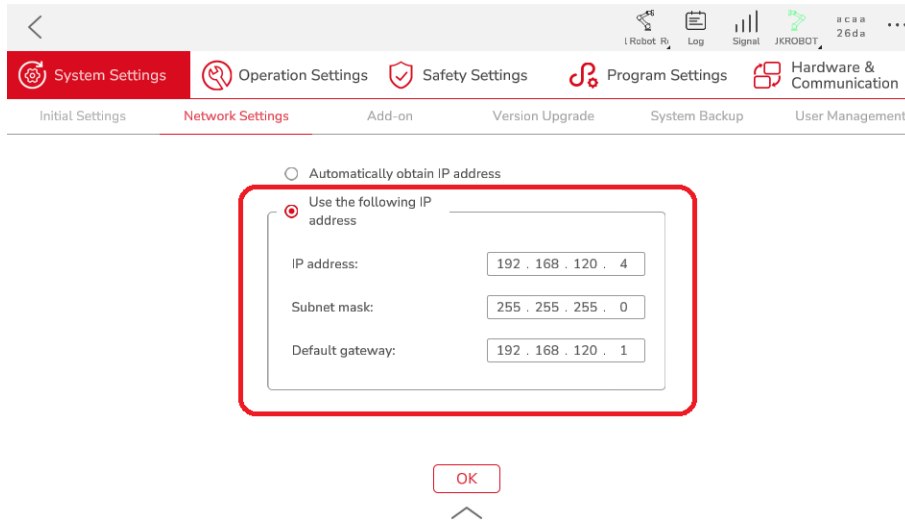 l Robot Ri
Log
Signal
JKROBOT
acaa
26da
System Settings
Operation Settings
Safety Settings
Program Settings
Hardware &
Communication
Initial Settings
Network Settings
Add-on
Version Upgrade
System Backup
User Management
Automatically obtain IP address
Use the following IP
address
IP address: 192 . 168 . 120 . 4
Subnet mask: 255 . 255 . 255 . 0
Default gateway: 192 . 168 . 120 . 1
OK